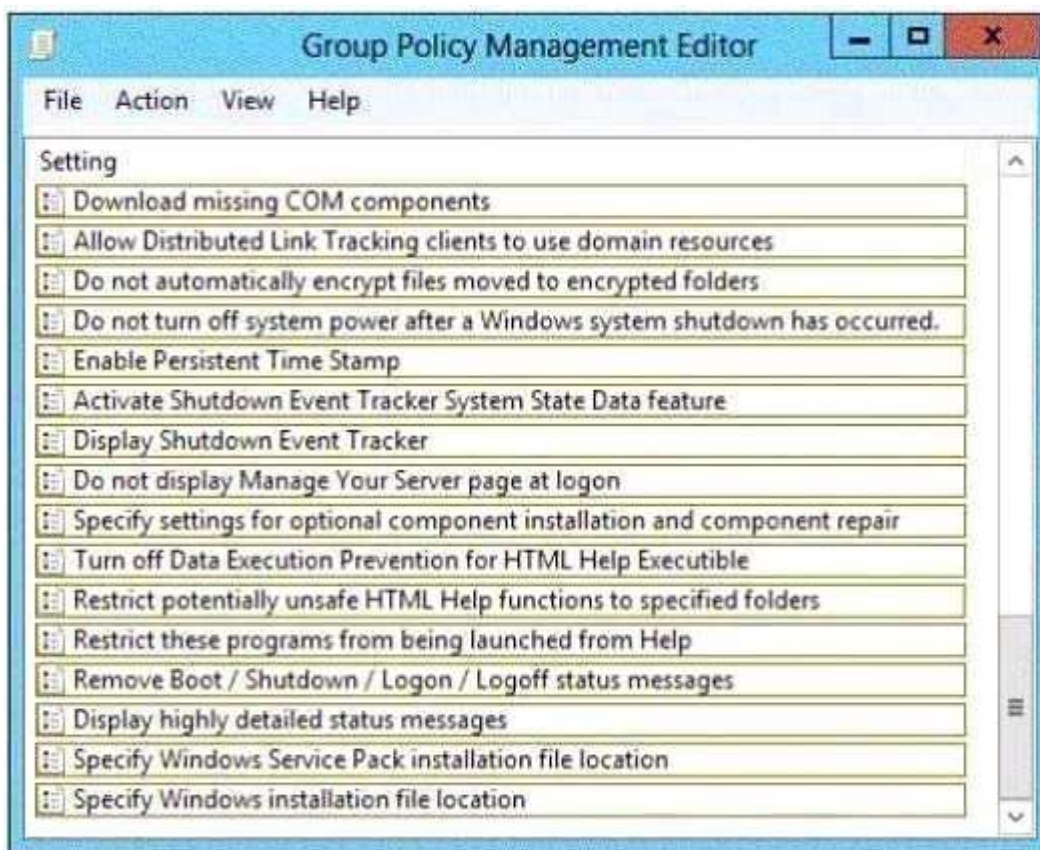 Group Policy Management Editor
File Action View Help
Setting
Download missing COM components
Allow Distributed Link Tracking clients to use domain resources
Do not automatically encrypt files moved to encrypted folders
Do not turn off system power after a Windows system shutdown has occurred.
Enable Persistent Time Stamp
Activate Shutdown Event Tracker System State Data feature
Display Shutdown Event Tracker
Do not display Manage Your Server page at logon
Specify settings for optional component installation and component repair
Turn off Data Execution Prevention for HTML Help Executible
Restrict potentially unsafe HTML Help functions to specified folders
Restrict these programs from being launched from Help
Remove Boot / Shutdown / Logon / Logoff status messages
Display highly detailed status messages
Specify Windows Service Pack installation file location
Specify Windows installation file location